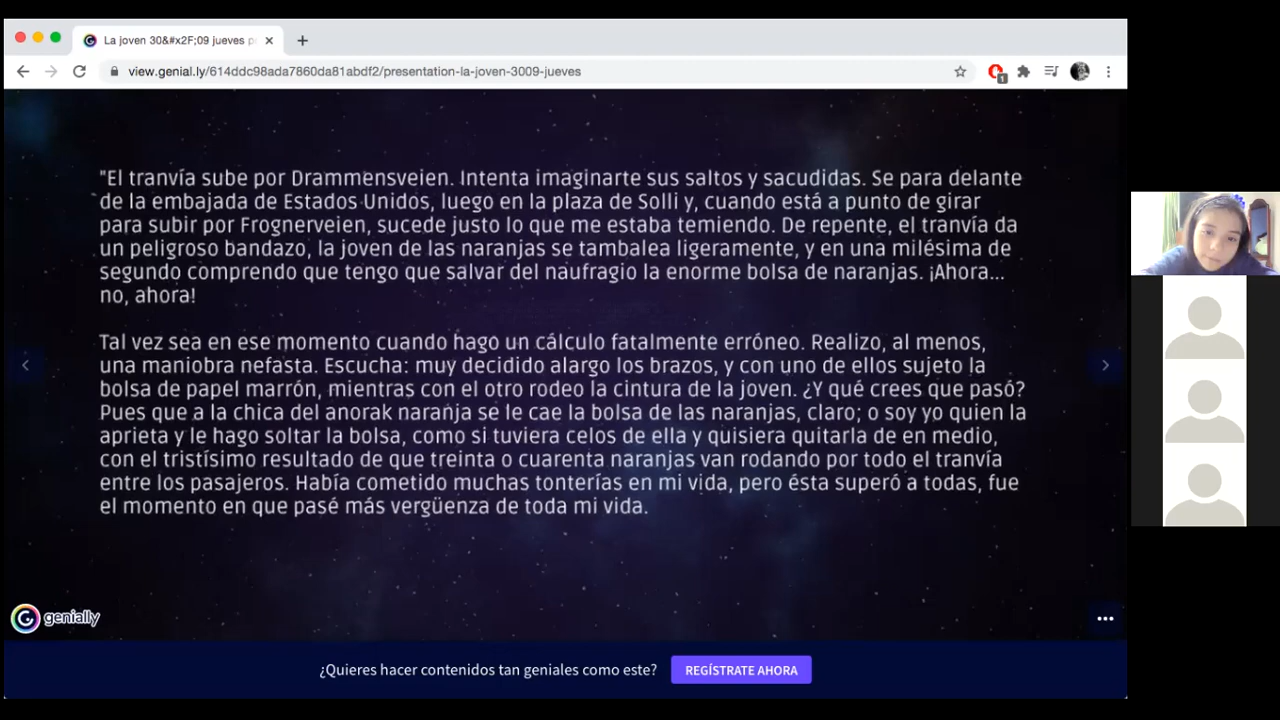 La joven 30&#x2F;09 jueves p
view.genial.ly/614ddc98ada7860da81abdf2/presentation-la-joven-3009-jueves
1
"El tranvía sube por Drammensveien. Intenta imaginarte sus saltos y sacudidas. Se para delante
de la embajada de Estados Unidos, luego en la plaza de Solli y, cuando está a punto de girar
para subir por Frognerveien, sucede justo lo que me estaba temiendo. De repente, el tranvía da
un peligroso bandazo, la joven de las naranjas se tambalea ligeramente, y en una milésima de
segundo comprendo que tengo que salvar del naufragio la enorme bolsa de naranjas. ¡Ahora...
no, ahora!
Tal vez sea en ese momento cuando hago un cálculo fatalmente erróneo. Realizo, al menos,
una maniobra nefasta. Escucha: muy decidido alargo los brazos, y con uno de ellos sujeto la
bolsa de papel marrón, mientras con el otro rodeo la cintura de la joven. ¿Y qué crees que pasó?
Pues que a la chica del anorak naranja se le cae la bolsa de las naranjas, claro; o soy yo quien la
aprieta y le hago soltar la bolsa, como si tuviera celos de ella y quisiera quitarla de en medio,
con el tristísimo resultado de que treinta o cuarenta naranjas van rodando por todo el tranvía
entre los pasajeros. Había cometido muchas tonterías en mi vida, pero ésta superó a todas, fue
el momento en que pasé más vergüenza de toda mi vida.
genially
¿Quieres hacer contenidos tan geniales como este?
REGÍSTRATE AHORA